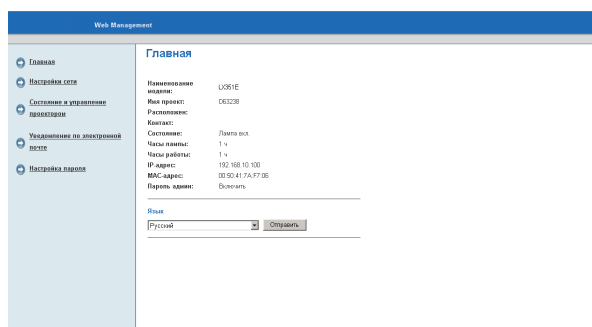 Web Management
Главная
Настройки сети
Состояние и управление
проектором
Уведомление по электронной
почте
Настройка пароля
Главная
Наименование
модели:
LX351E
Имя проект:
D63238
Расположен:
Контакт:
Состояние:
Лампа вкл.
Часы лампы:
1 ч
Часы работы:
1 ч
IP-адрес:
192.168.10.100
MAC-адрес:
00:50:41:7A:F7:06
Пароль админ:
Включить
Язык
Русский
Отправить